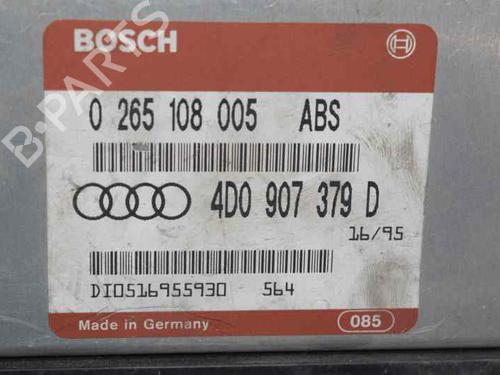 BOSCH
0 265 108 005 ABS
4D0 907 379 D
16/95
DI0516955930 564
Made in Germany 085
B-PARTS